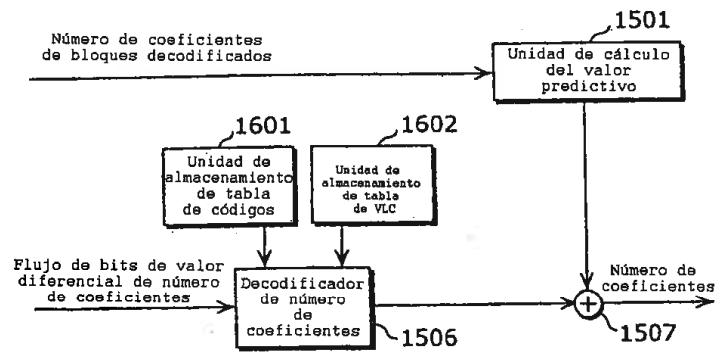 1501
Número de coeficientes
de bloques decodificados
Unidad de cálculo
del valor
predictivo
1601
1602
Unidad de
almacenamiento
de tabla
de códigos
Unidad de
almacenamiento
de tabla
de VLC
Flujo de bits de valor
diferencial de número
de coeficientes
Decodificador
de número
de
coeficientes
1506
Número de
coeficientes
+
1507